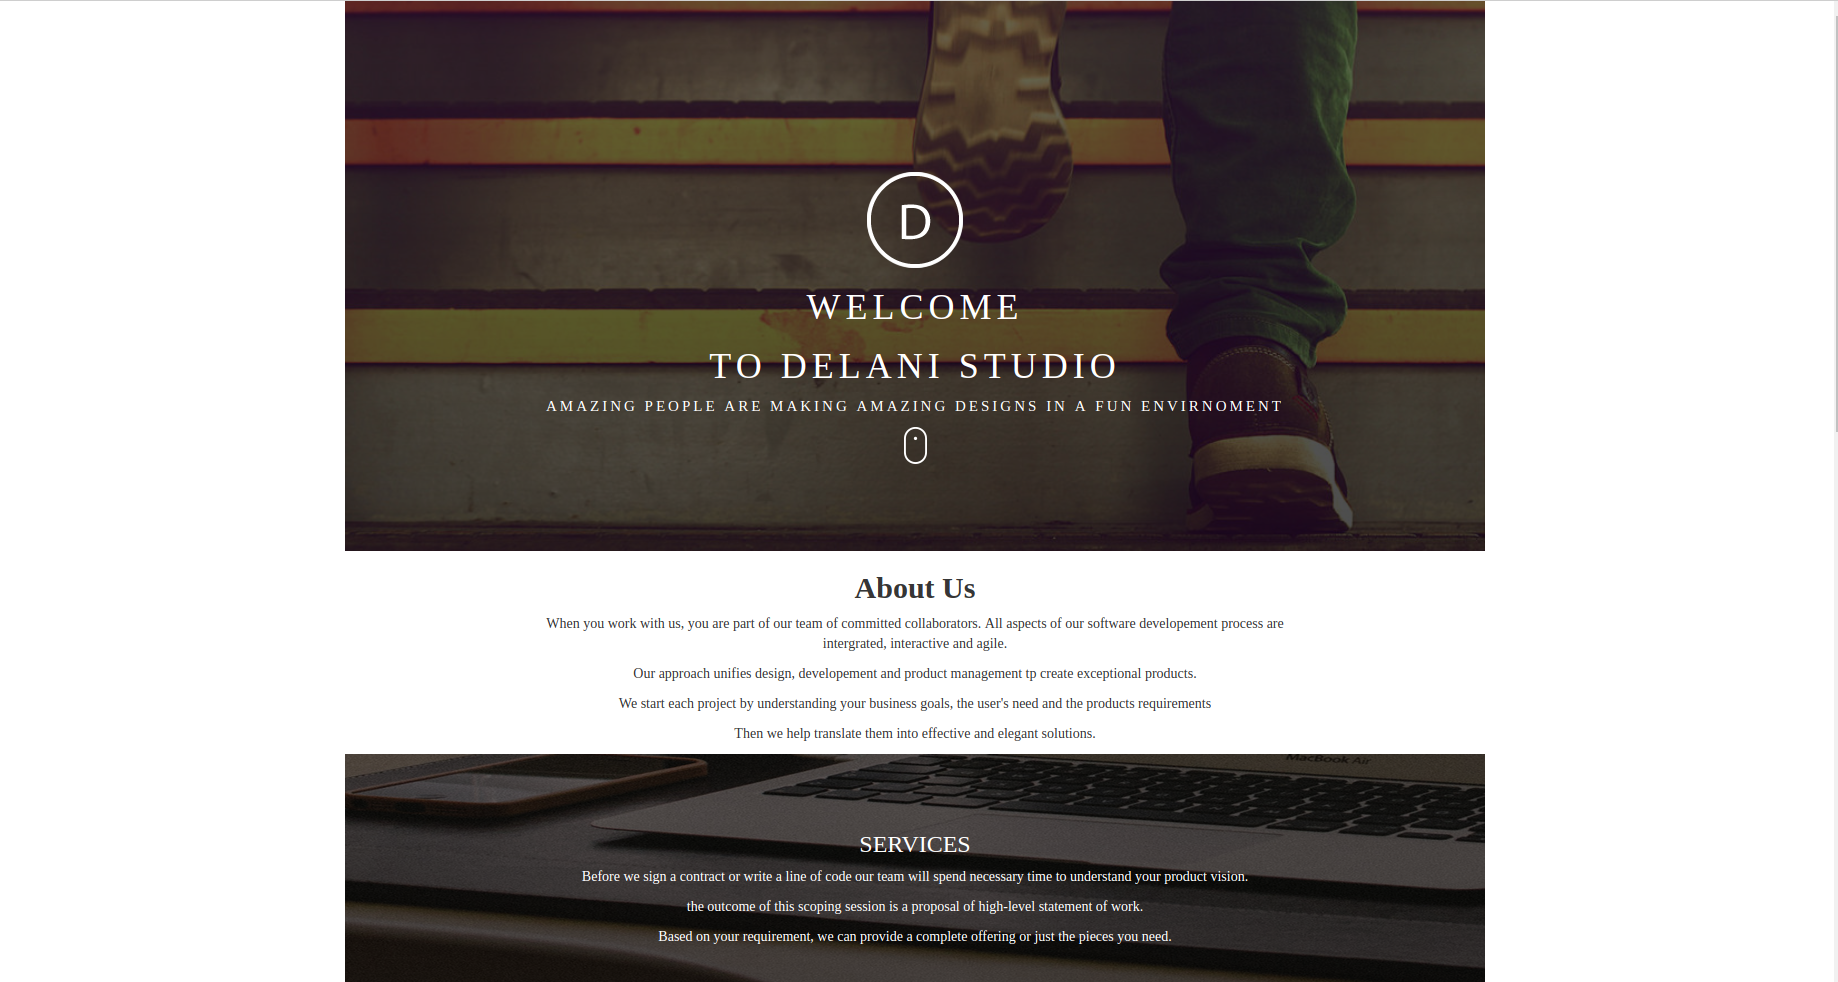 MacBook Air
D
WELCOME
TO DELANI STUDIO
AMAZING PEOPLE ARE MAKING AMAZING DESIGNS IN A FUN ENVIRNOMENT
About Us
When you work with us, you are part of our team of committed collaborators. All aspects of our software developement process are
intergrated, interactive and agile.
Our approach unifies design, developement and product management tp create exceptional products.
We start each project by understanding your business goals, the user's need and the products requirements
Then we help translate them into effective and elegant solutions.
SERVICES
Before we sign a contract or write a line of code our team will spend necessary time to understand your product vision.
the outcome of this scoping session is a proposal of high-level statement of work.
Based on your requirement, we can provide a complete offering or just the pieces you need.